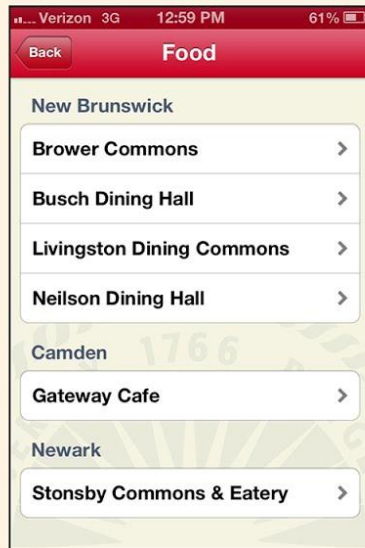 Verizon 3G 12:59 PM 61%
Back Food
New Brunswick
Brower Commons
Busch Dining Hall
Livingston Dining Commons
Neilson Dining Hall
Camden
1766
Gateway Cafe
Newark
Stonsby Commons & Eatery